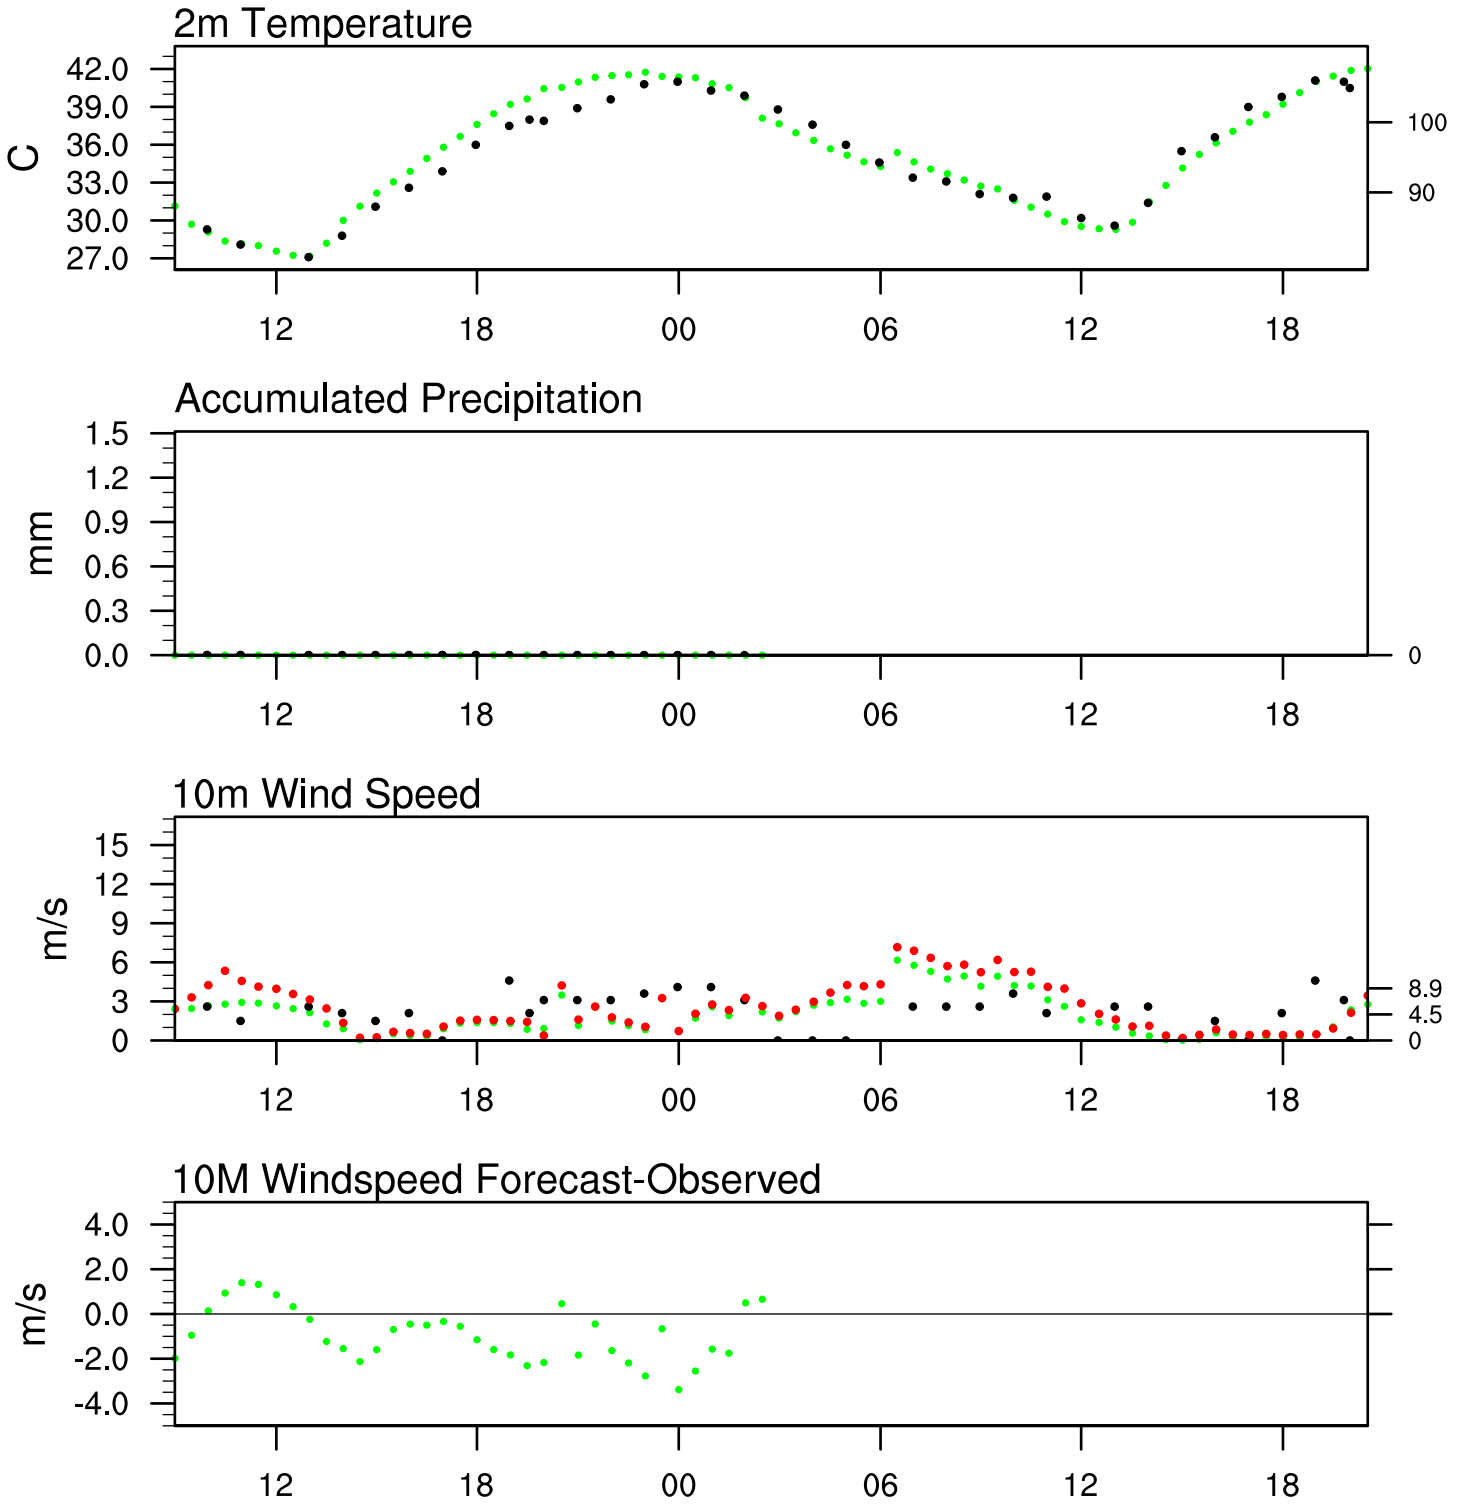 2m Temperature
42.0
39.0
36.0
33.0
30.0
27.0
C
100
90
12 18 00 06 12 18
Accumulated Precipitation
1.5
1.2
0.9
0.6
0.3
0.0
mm
0
12 18 00 06 12 18
10m Wind Speed
15
12
9
6
3
0
m/s
8.9
4.5
0
12 18 00 06 12 18
10M Windspeed Forecast-Observed
4.0
2.0
0.0
-2.0
-4.0
m/s
12 18 00 06 12 18